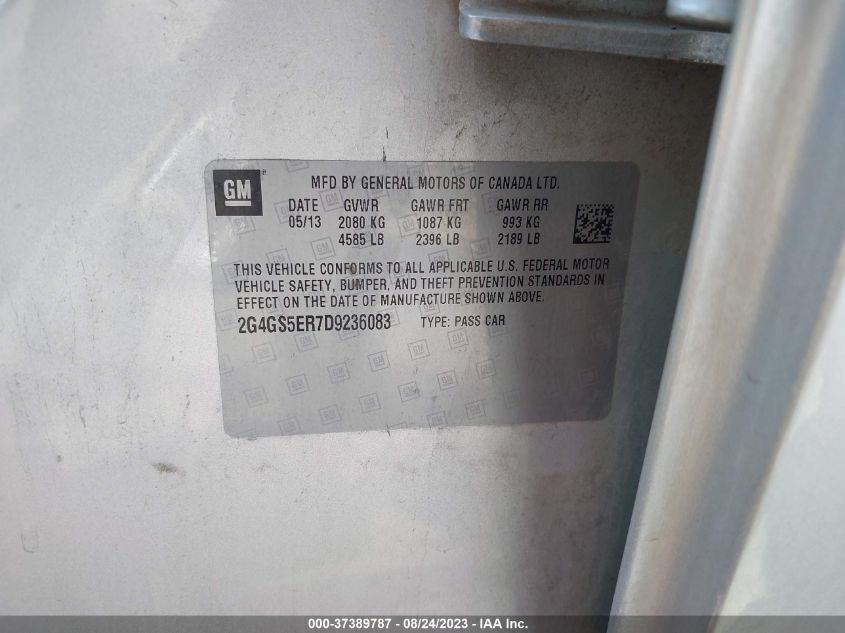 GM
MFD BY GENERAL MOTORS OF CANADA LTD.
DATE GVWR GAWR FRT GAWR RR
05/13 2080 KG 1087 KG 993 KG
4585 LB 2396 LB 2189 LB
THIS VEHICLE CONFORMS TO ALL APPLICABLE U.S. FEDERAL MOTOR
VEHICLE SAFETY, BUMPER, AND THEFT PREVENTION STANDARDS IN
EFFECT ON THE DATE OF MANUFACTURE SHOWN ABOVE.
2G4GS5ER7D9236083 TYPE: PASS CAR
000-37389787 - 08/24/2023 - IAA Inc.